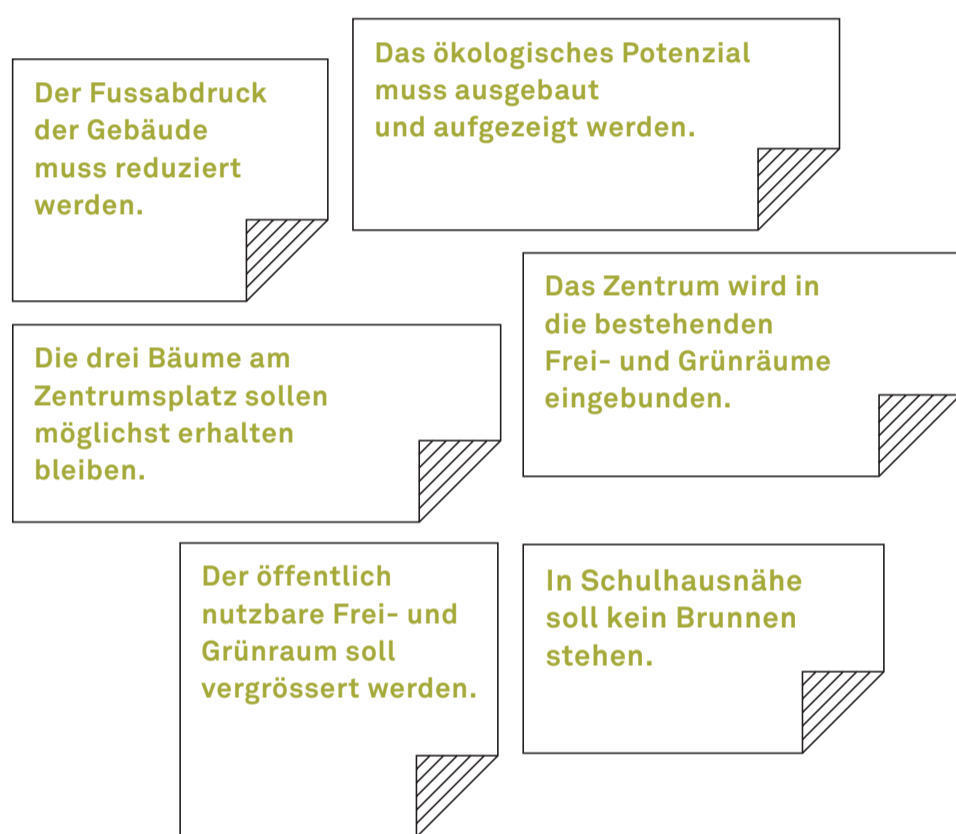 Der Fussabdruck
der Gebäude
muss reduziert
werden.
Das ökologisches Potenzial
muss ausgebaut
und aufgezeigt werden.
Die drei Bäume am
Zentrumsplatz sollen
möglichst erhalten
bleiben.
Das Zentrum wird in
die bestehenden
Frei- und Grünräume
eingebunden.
Der öffentlich
nutzbare Frei- und
Grünraum soll
vergrössert werden.
In Schulhausnähe
soll kein Brunnen
stehen.